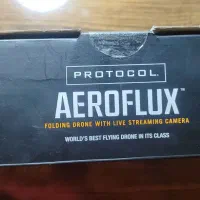 PROTOCOL.
AEROFLUX™
FOLDING DRONE WITH LIVE STREAMING CAMERA
WORLD'S BEST FLYING DRONE IN ITS CLASS